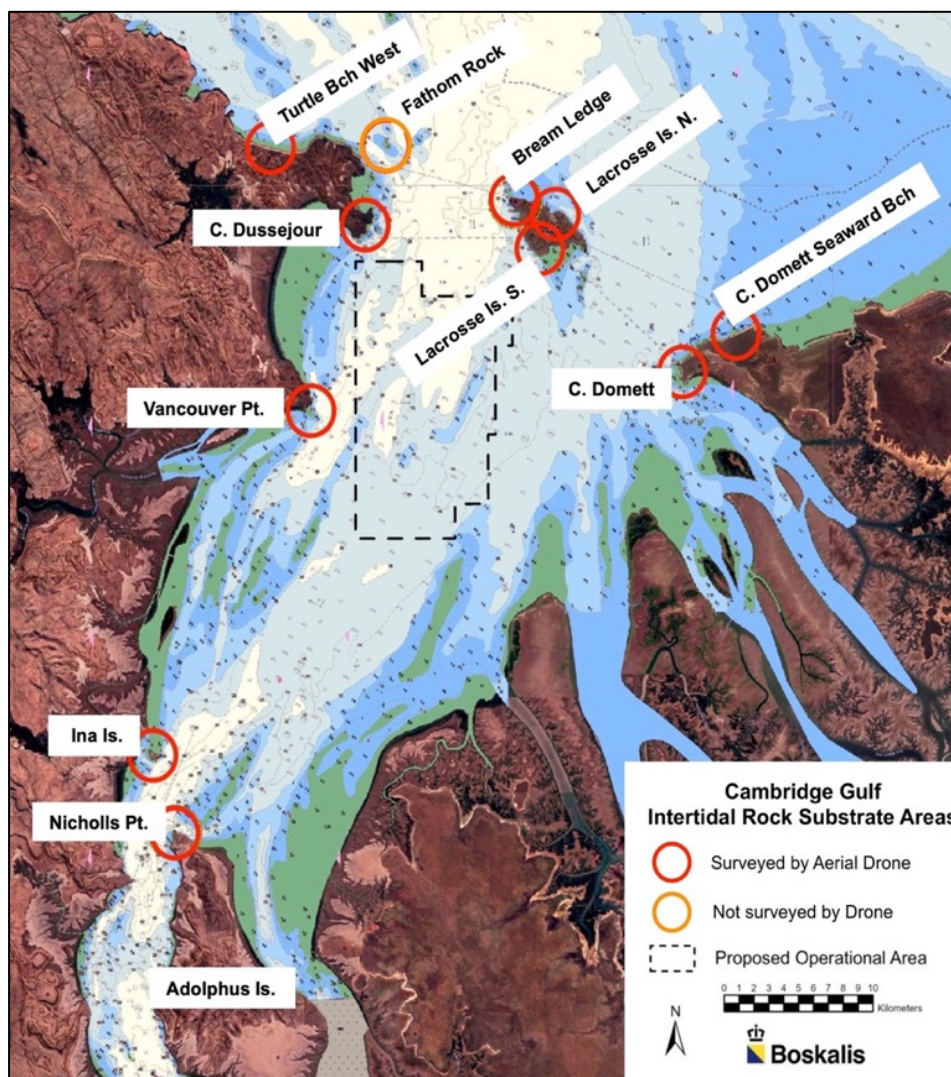 Turtle Bch West
Fathom Rock
Bream Ledge
Lacrosse Is. N.
C. Dussejour
C. Domett Seaward Bch
Lacrosse Is. S.
C. Domett
Vancouver Pt.
Ina Is.
Nicholls Pt.
Adolphus Is.
Cambridge Gulf
Intertidal Rock Substrate Areas
Surveyed by Aerial Drone
Not surveyed by Drone
Proposed Operational Area
0 1 2 3 4 5 6 7 8 9 10
Kilometers
N
Boskalis